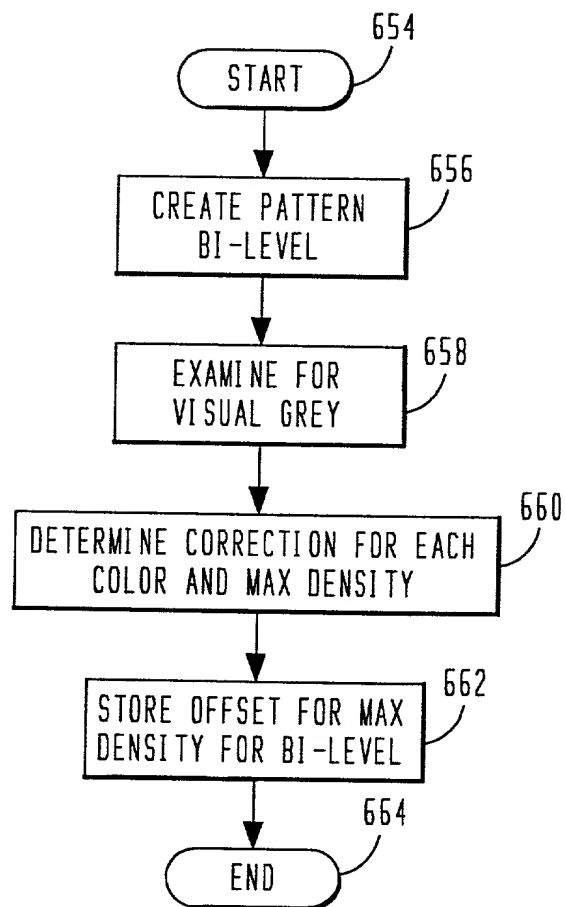 654
START
656
CREATE PATTERN
BI-LEVEL
658
EXAMINE FOR
VISUAL GREY
660
DETERMINE CORRECTION FOR EACH
COLOR AND MAX DENSITY
662
STORE OFFSET FOR MAX
DENSITY FOR BI-LEVEL
664
END